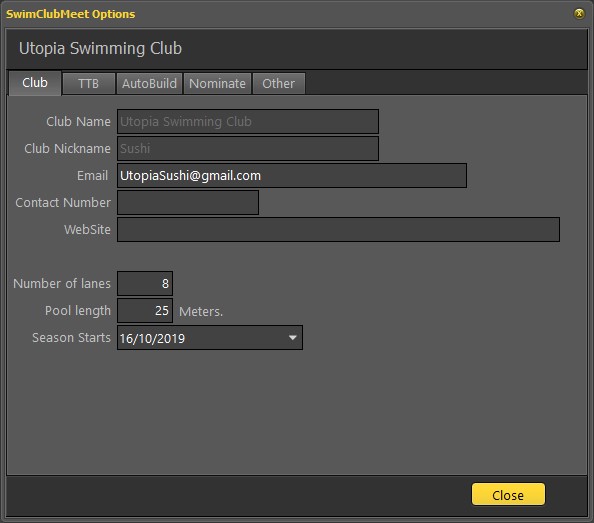 SwimClubMeet Options
Utopia Swimming Club
Club TTB AutoBuild Nominate Other
Club Name Utopia Swimming Club
Club Nickname Sushi
Email UtopiaSushi@gmail.com
Contact Number
WebSite
Number of lanes 8
Pool length 25 Meters.
Season Starts 16/10/2019
Close